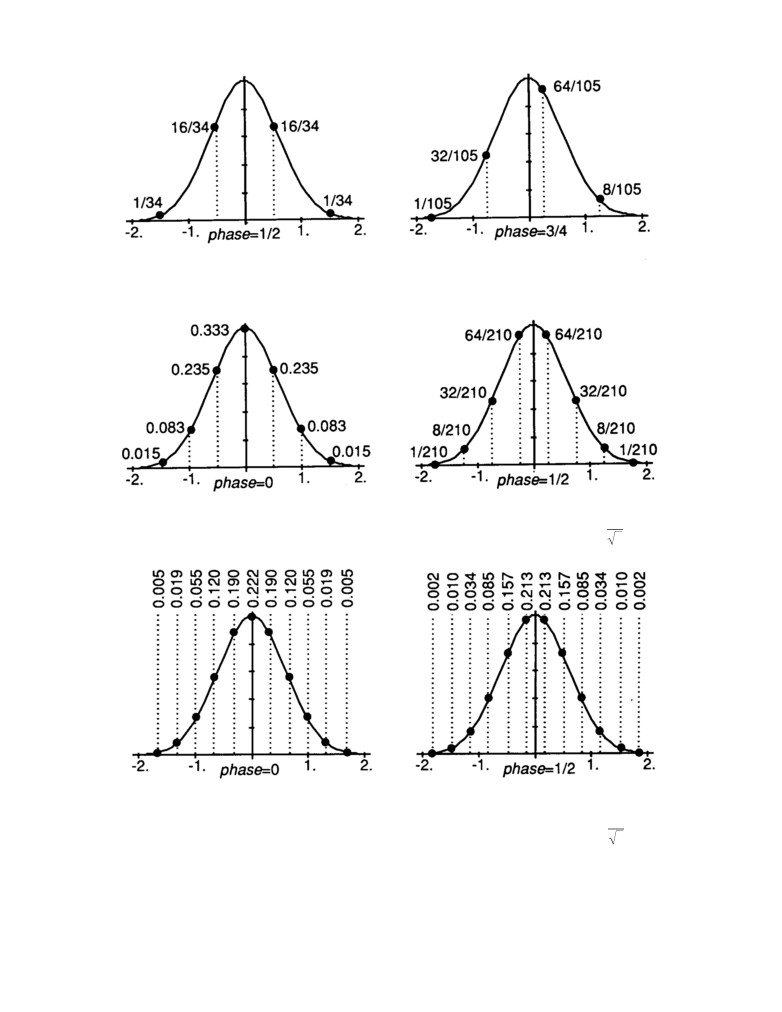 16/34 16/34
1/34 1/34
-2. -1. phase=1/2 1. 2.
64/105
32/105
8/105
1/105
-2. -1. phase=3/4 1. 2.
0.333
0.235 0.235
0.083 0.083
0.015 0.015
-2. -1. phase=0 1. 2.
64/210 64/210
32/210 32/210
8/210 8/210
1/210 1/210
-2. -1. phase=1/2 1. 2.
√
0.005 0.019 0.055 0.120 0.190 0.222 0.190 0.120 0.055 0.019 0.005
-2. -1. phase=0 1. 2.
0.002 0.010 0.034 0.085 0.157 0.213 0.213 0.157 0.085 0.034 0.010 0.002
-2. -1. phase=1/2 1. 2.
√